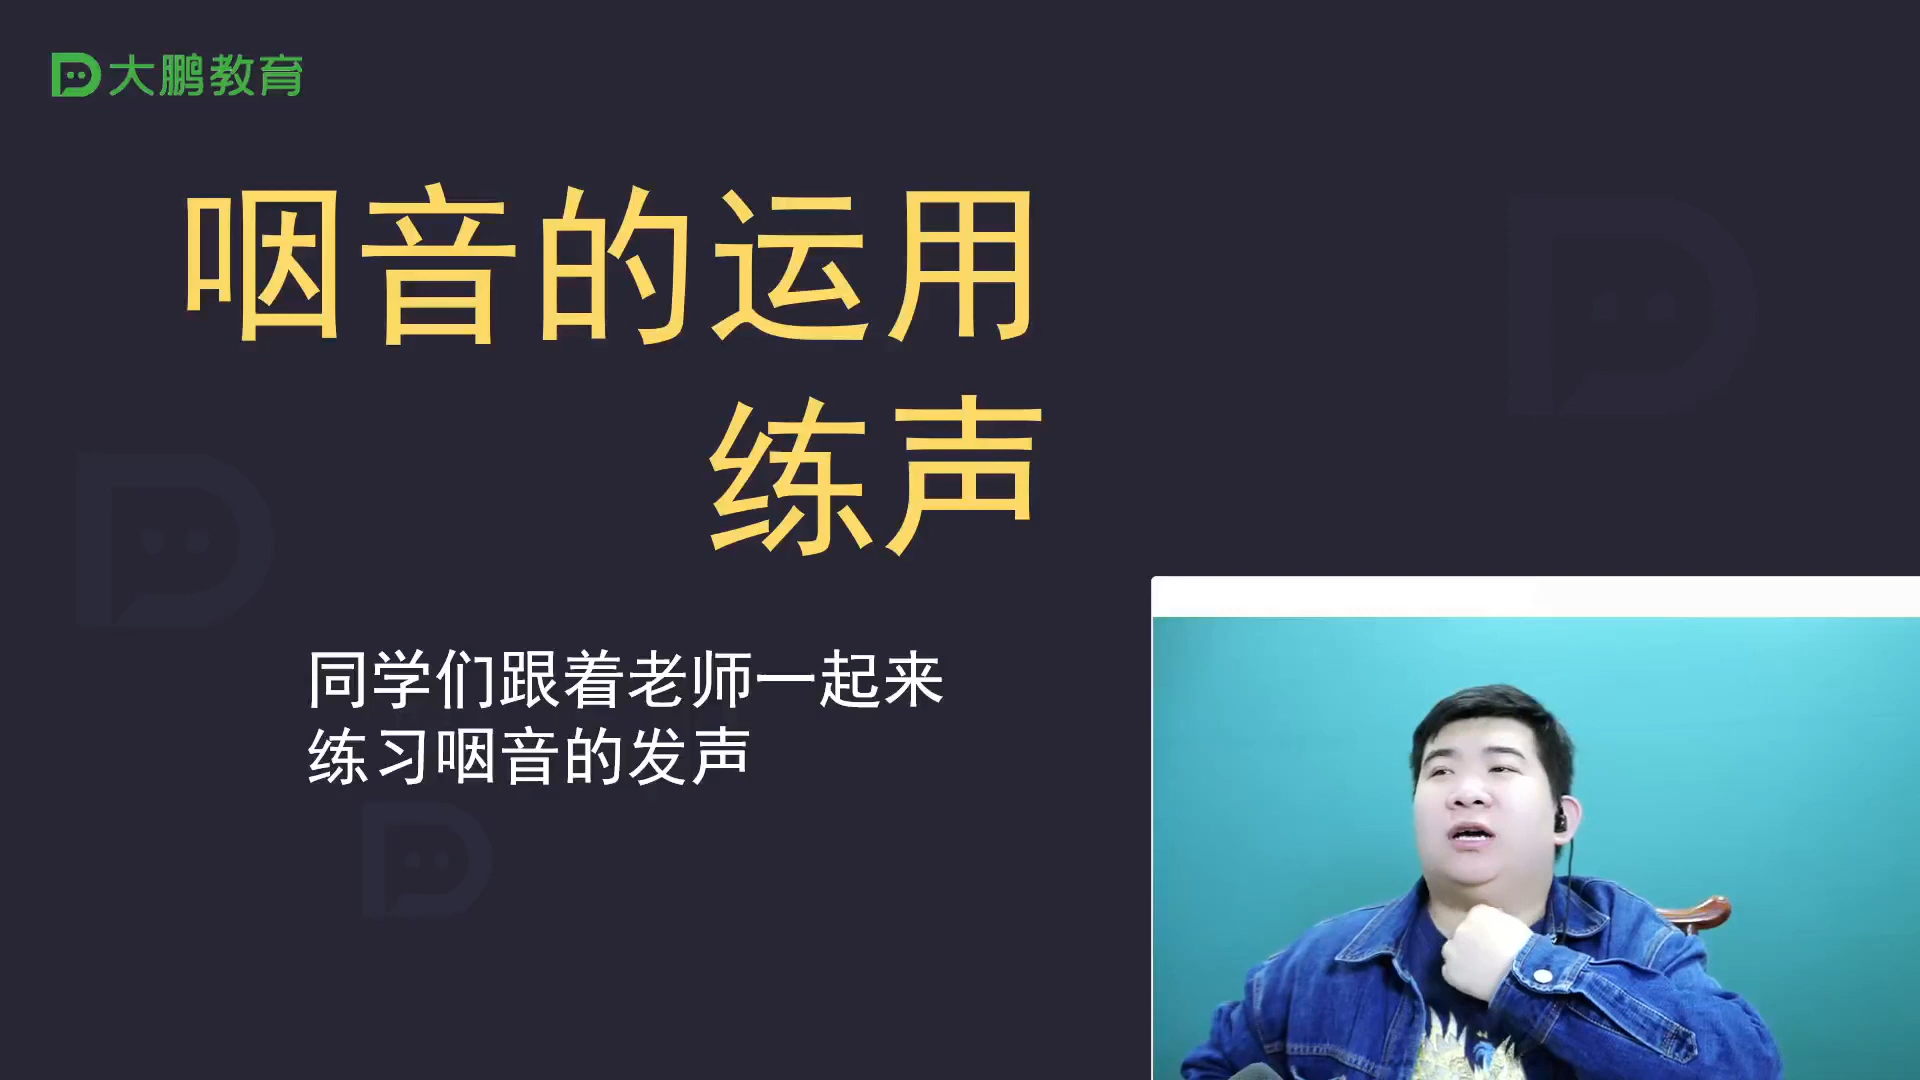 大鹏教育
咽音的运用
练声
同学们跟着老师一起来
练习咽音的发声